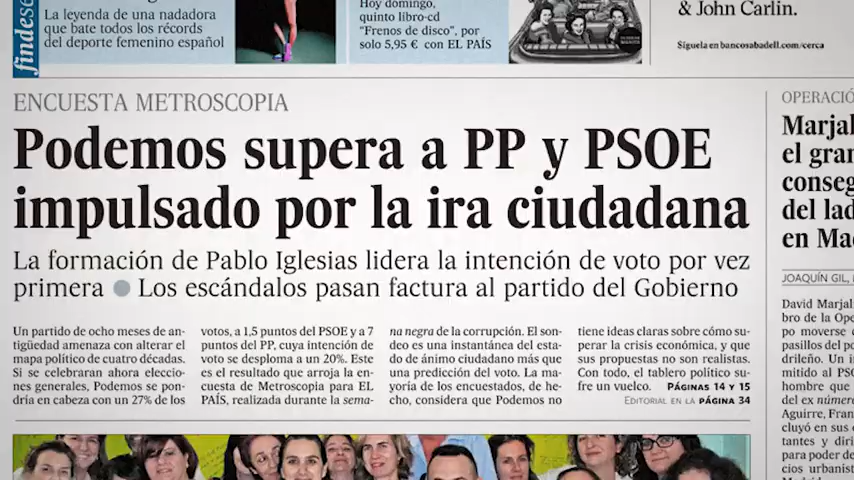 findese
La leyenda de una nadadora
que bate todos los récords
del deporte femenino español
Hoy domingo,
quinto libro-cd
"Frenos de disco", por
solo 5,95 € con EL PAÍS
& John Carlin.
Síguela en bancosabadell.com/cerca
ENCUESTA METROSCOPIA
Podemos supera a PP y PSOE
impulsado por la ira ciudadana
La formación de Pablo Iglesias lidera la intención de voto por vez
primera ● Los escándalos pasan factura al partido del Gobierno
Un partido de ocho meses de an-
tigüedad amenaza con alterar el
mapa político de cuatro décadas.
Si se celebraran ahora eleccio-
nes generales, Podemos se pon-
dría en cabeza con un 27% de los
votos, a 1,5 puntos del PSOE y a 7
puntos del PP, cuya intención de
voto se desploma a un 20%. Este
es el resultado que arroja la en-
cuesta de Metroscopia para EL
PAÍS, realizada durante la sema-
na negra de la corrupción. El son-
deo es una instantánea del estado
de ánimo ciudadano más que
una predicción del voto. La ma-
yoría de los encuestados, de he-
cho, considera que Podemos no
tiene ideas claras sobre cómo su-
perar la crisis económica, y que
sus propuestas no son realistas.
Con todo, el tablero político su-
fre un vuelco. PÁGINAS 14 Y 15
EDITORIAL EN LA PÁGINA 34
OPERACIÓ
Marjal
el gran
conseg
del lad
en Ma
JOAQUÍN GIL,
David Marjali
bro de la Ope
po moverse c
pasillos del po
drileño. Un in
mitido al PSO
hombre que
del ex número
Aguirre, Fran
cluyó en sus c
tantes y diri
po socialista
cios urbanist